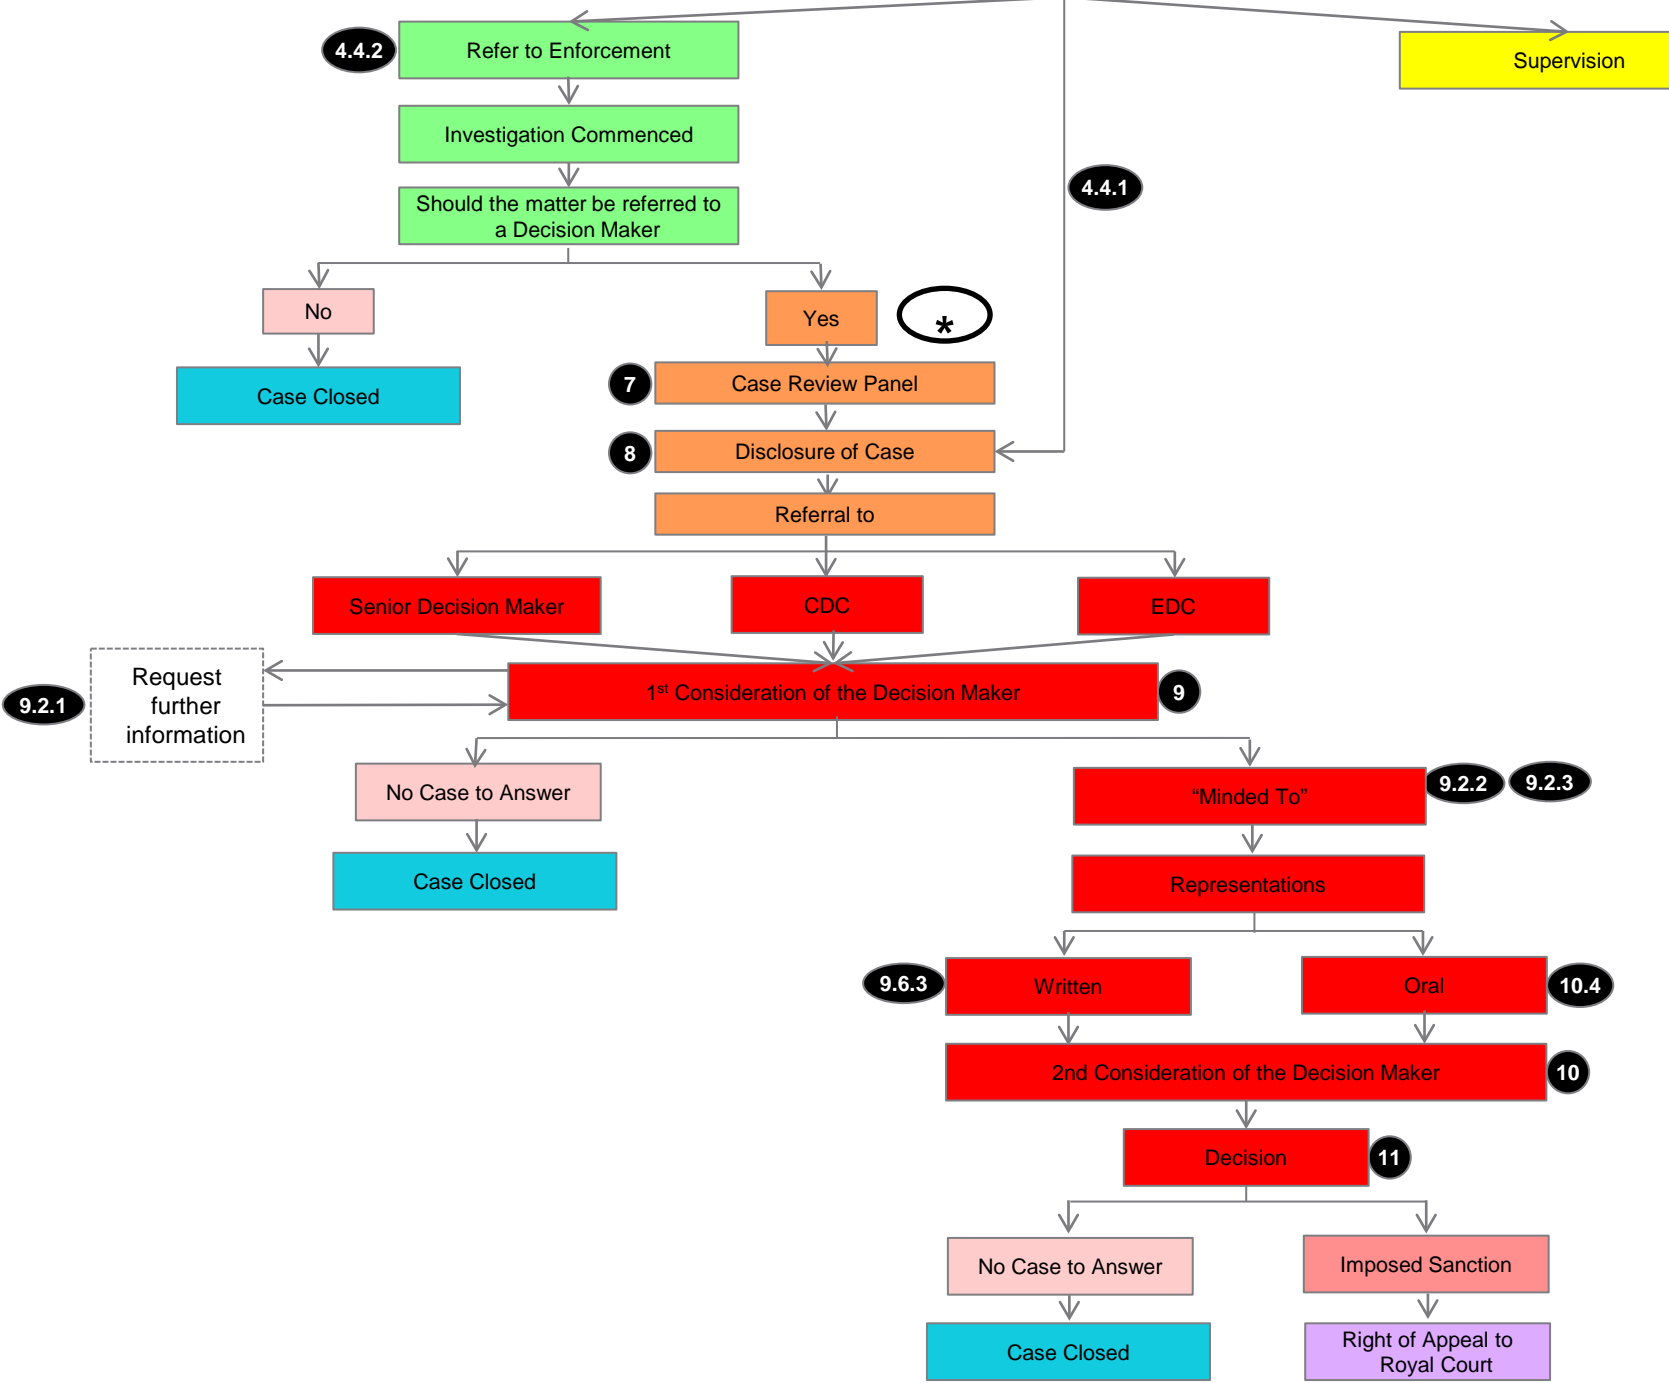 4.4.2
Refer to Enforcement
Supervision
Investigation Commenced
4.4.1
Should the matter be referred to
a Decision Maker
No
Yes
*
Case Closed
7
Case Review Panel
8
Disclosure of Case
Referral to
Senior Decision Maker
CDC
EDC
9.2.1
Request
further
information
1st Consideration of the Decision Maker
9
No Case to Answer
“Minded To”
9.2.2
9.2.3
Case Closed
Representations
9.6.3
Written
Oral
10.4
2nd Consideration of the Decision Maker
10
Decision
11
No Case to Answer
Imposed Sanction
Case Closed
Right of Appeal to
Royal Court